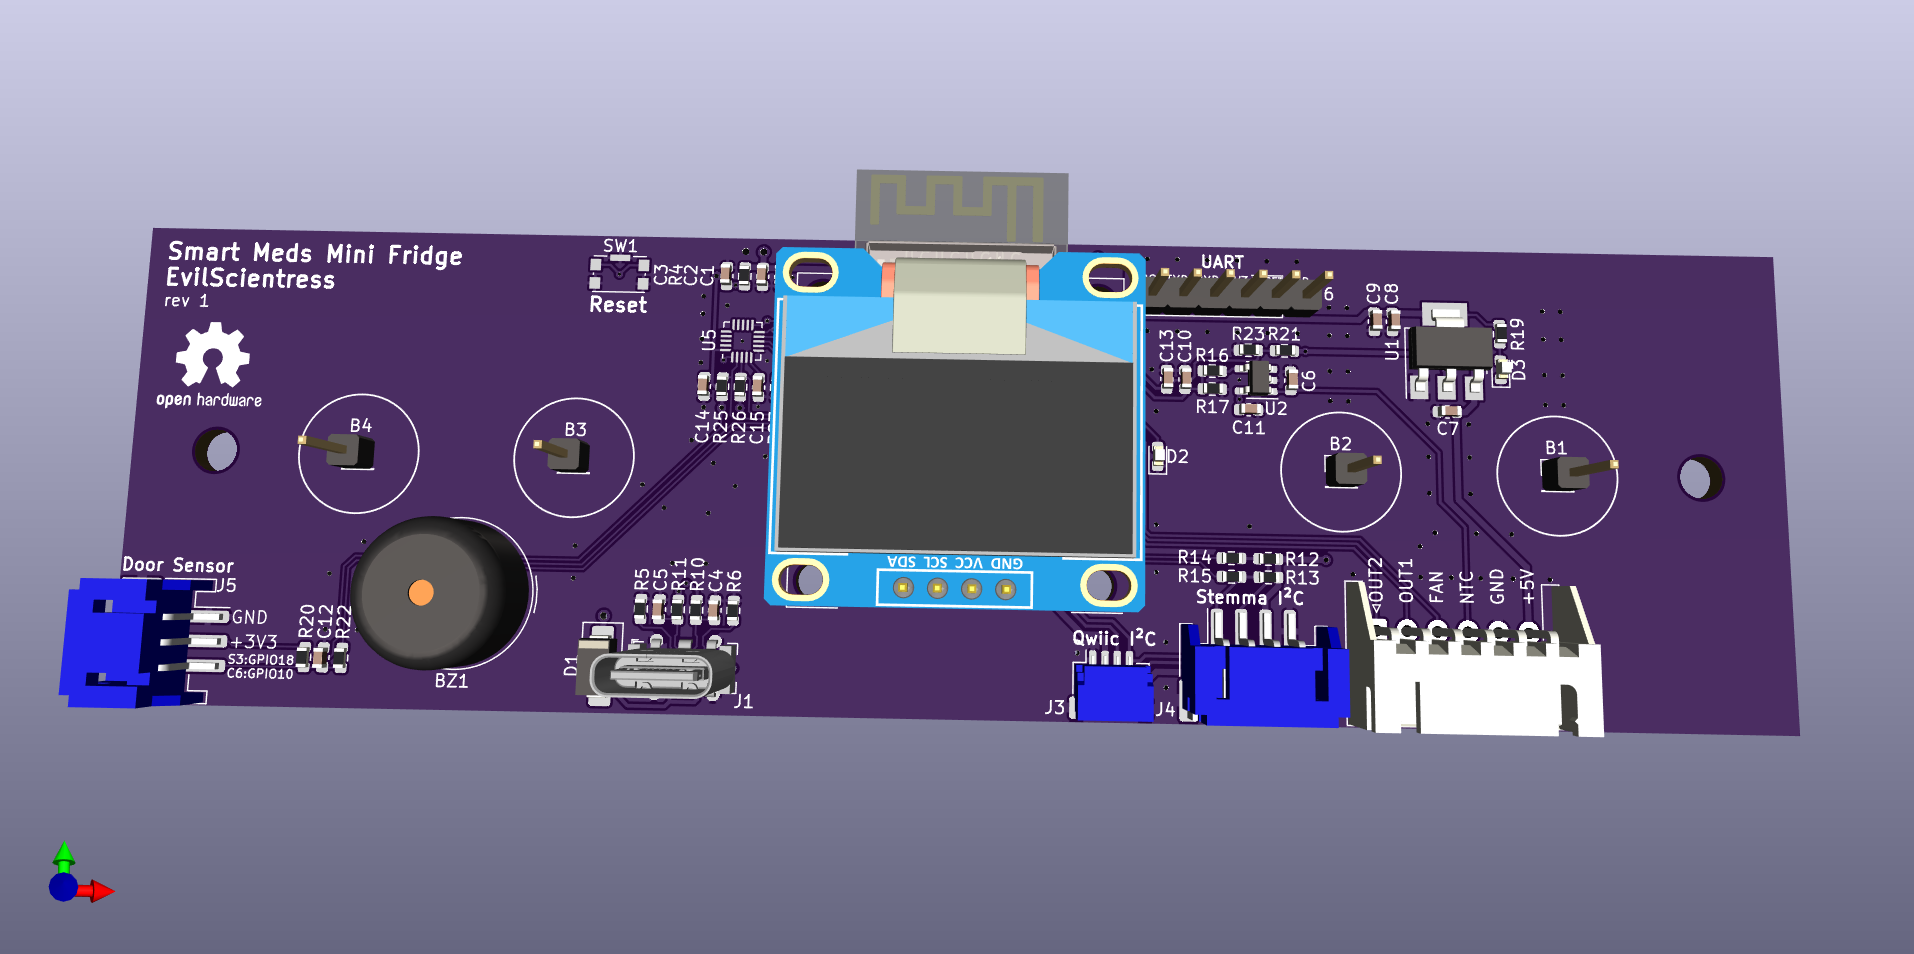 Smart Meds Mini Fridge
EvilScientress
rev 1
open hardware
SW1
Reset
C3
R4
C2
C1
U5
C14
R25
R26
C15
B4
B3
UART
6
C9
C8
U1
R19
D3
C7
C13
C10
R16
R17
R23
R21
C6
U2
C11
D2
B2
B1
GND VCC SCL SDA
Door Sensor
J5
GND
+3V3
S3:GPIO18
C6:GPIO10
R20
C12
R22
BZ1
R5
C5
R11
R10
C4
R6
D1
J1
R14
R12
R15
R13
Stemma I²C
Qwiic I²C
J3
J4
OUT2
OUT1
FAN
NTC
GND
+5V